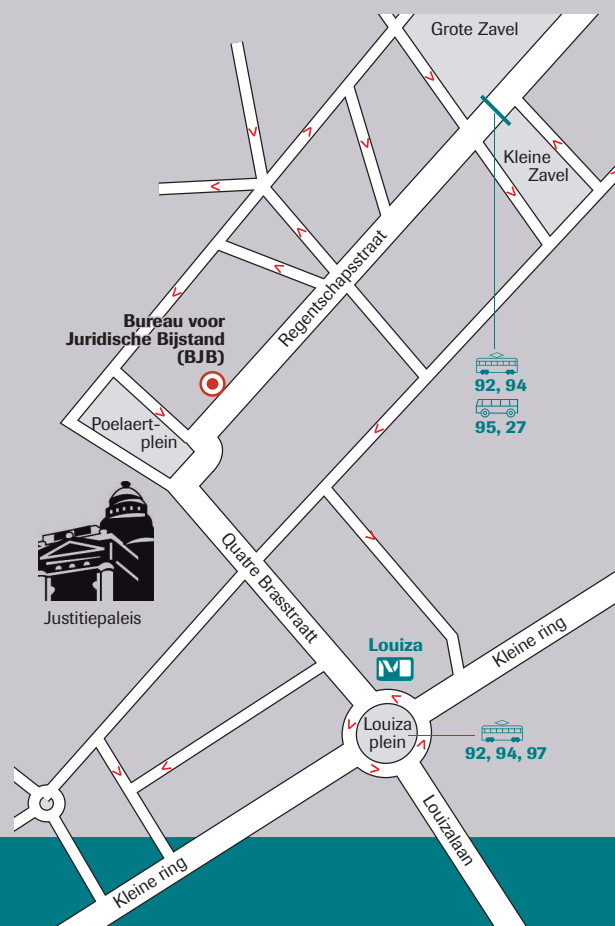 Grote Zavel
Kleine
Zavel
Regentschapsstraat
Bureau voor
Juridische Bijstand
(BJB)
92, 94
95, 27
Poelaert-
plein
Justitiepaleis
Quatre Brasstraatt
Louiza
M
Kleine ring
Louiza
plein
92, 94, 97
Louizalaan
Kleine ring